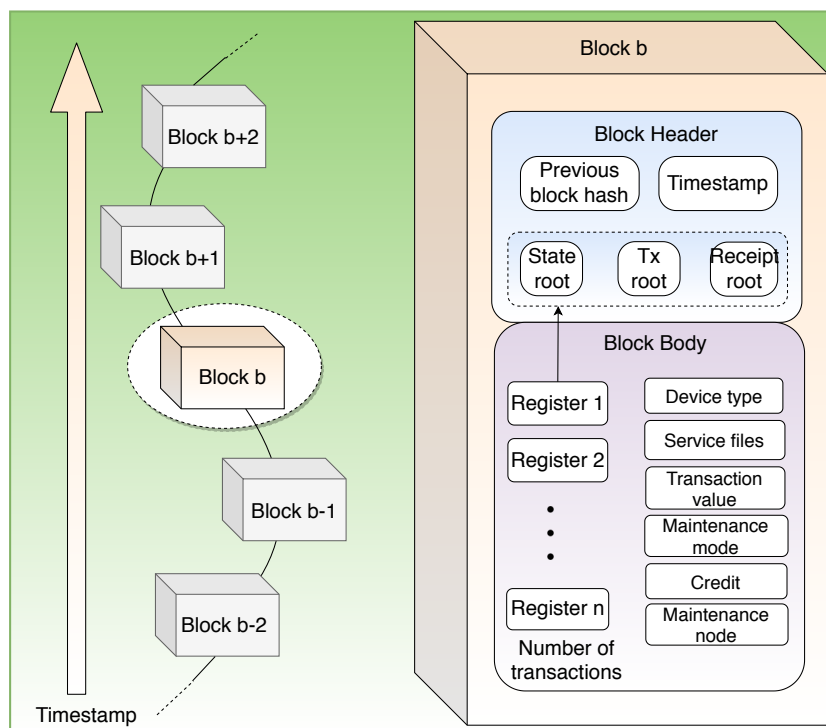 Block b+2
Block b+1
Block b
Block b-1
Block b-2
Timestamp
Block b
Block Header
Previous
block hash
Timestamp
State
root
Tx
root
Receipt
root
Block Body
Register 1
Register 2
Register n
Number of
transactions
Device type
Service files
Transaction
value
Maintenance
mode
Credit
Maintenance
node